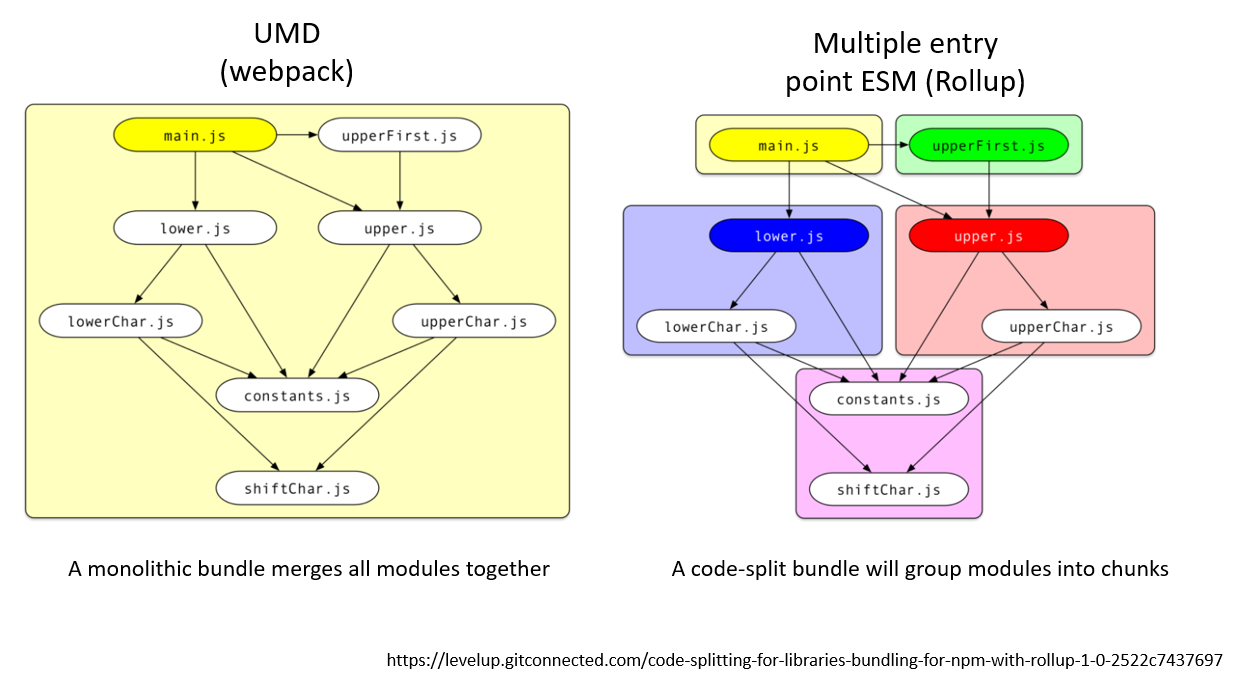 UMD
(webpack)
main.js
upperFirst.js
lower.js
upper.js
lowerChar.js
upperChar.js
constants.js
shiftChar.js
A monolithic bundle merges all modules together
Multiple entry
point ESM (Rollup)
main.js
upperFirst.js
lower.js
upper.js
lowerChar.js
upperChar.js
constants.js
shiftChar.js
A code-split bundle will group modules into chunks
https://levelup.gitconnected.com/code-splitting-for-libraries-bundling-for-npm-with-rollup-1-0-2522c7437697